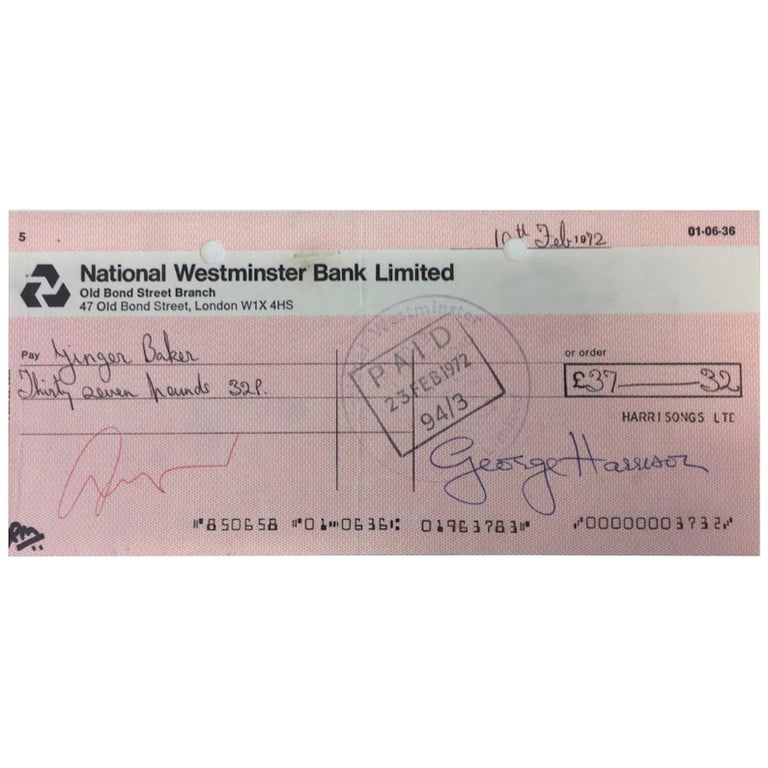 5
10th Feb 1972
01-06-36
National Westminster Bank Limited
Old Bond Street Branch
47 Old Bond Street, London W1X 4HS
Pay Ginger Baker
or order
Thirty seven pounds 32P.
£37 — 32
PAID
23 FEB 1972
94/3
Westminster
HARRISONGS LTD
George Harrison
⑈850658 ⑈01⑉0636⑆ 01963783⑈ ⑇00000003732⑇